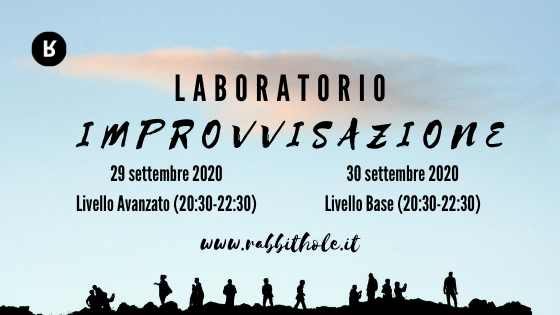 R
LABORATORIO
IMPROVVISAZIONE
29 settembre 2020
Livello Avanzato (20:30-22:30)
30 settembre 2020
Livello Base (20:30-22:30)
www.rabbithole.it